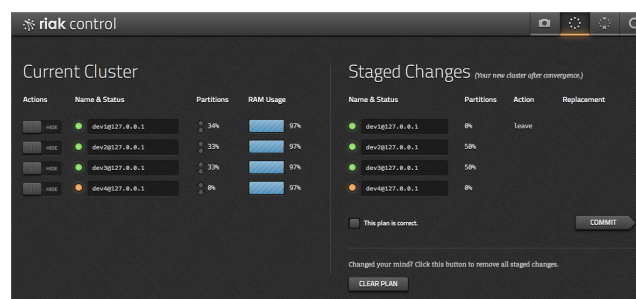 riak control
Current Cluster
Actions Name & Status Partitions RAM Usage
HIDE dev1@127.0.0.1 34% 97%
HIDE dev2@127.0.0.1 33% 97%
HIDE dev3@127.0.0.1 33% 97%
HIDE dev4@127.0.0.1 0% 97%
Staged Changes (Your new cluster after convergence.)
Name & Status Partitions Action Replacement
dev1@127.0.0.1 0% leave
dev2@127.0.0.1 50%
dev3@127.0.0.1 50%
dev4@127.0.0.1 0%
This plan is correct. COMMIT
Changed your mind? Click this button to remove all staged changes.
CLEAR PLAN